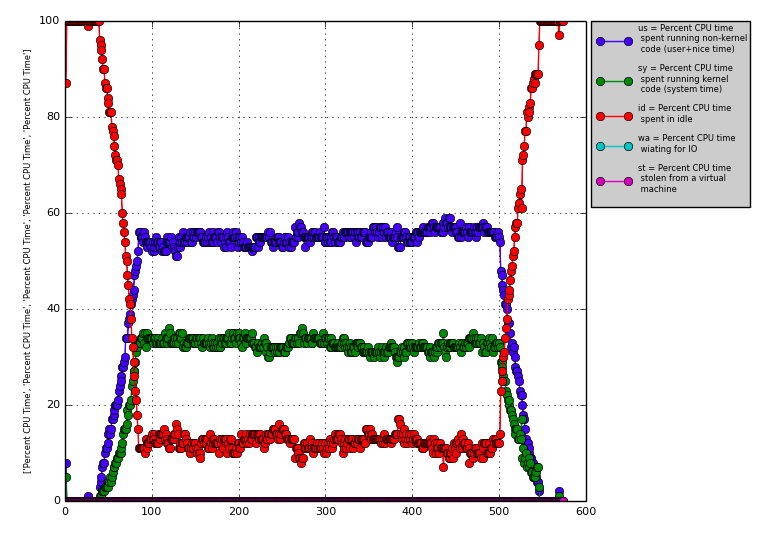 ['Percent CPU Time', 'Percent CPU Time', 'Percent CPU Time', 'Percent CPU Time', 'Percent CPU Time']
100
80
60
40
20
0
0
100
200
300
400
500
600
us = Percent CPU time
spent running non-kernel
code (user+nice time)
sy = Percent CPU time
spent running kernel
code (system time)
id = Percent CPU time
spent in idle
wa = Percent CPU time
wiating for IO
st = Percent CPU time
stolen from a virtual
machine